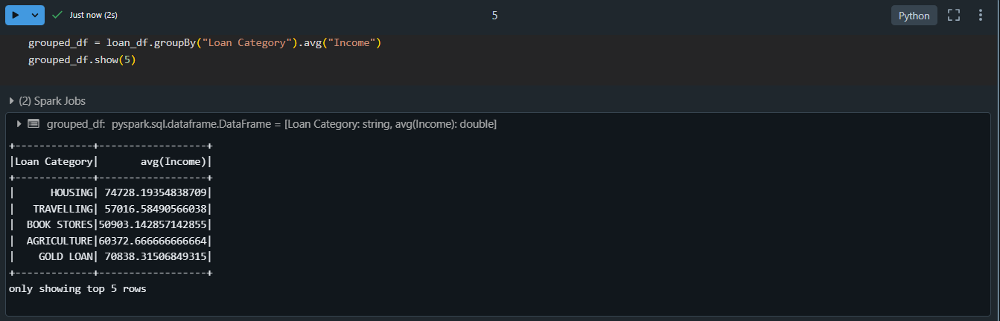 Just now (2s)
5
Python
grouped_df = loan_df.groupBy("Loan Category").avg("Income")
grouped_df.show(5)
(2) Spark Jobs
grouped_df: pyspark.sql.dataframe.DataFrame = [Loan Category: string, avg(Income): double]
+-------------+------------------+
|Loan Category|       avg(Income)|
+-------------+------------------+
|      HOUSING| 74728.19354838709|
|   TRAVELLING| 57016.58490566038|
|  BOOK STORES|50903.142857142855|
|  AGRICULTURE|60372.666666666664|
|    GOLD LOAN| 70838.31506849315|
+-------------+------------------+
only showing top 5 rows